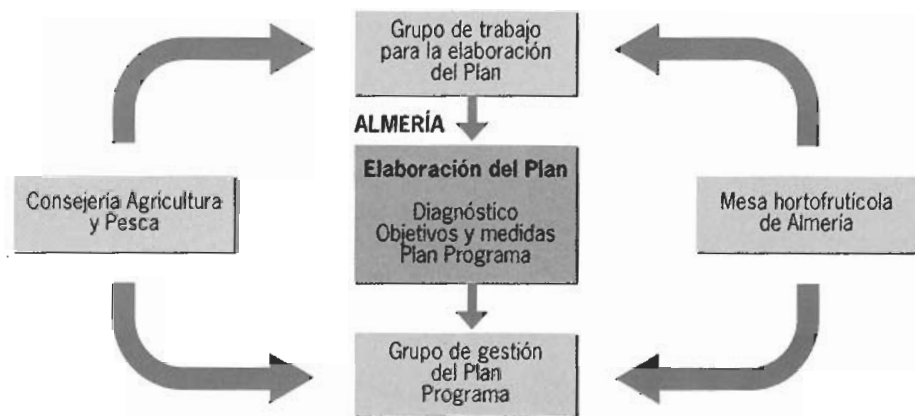 Grupo de trabajo
para la elaboración
del Plan
ALMERÍA
Elaboración del Plan
Diagnóstico
Objetivos y medidas
Plan Programa
Consejería Agricultura
y Pesca
Mesa hortofrutícola
de Almería
Grupo de gestión
del Plan
Programa